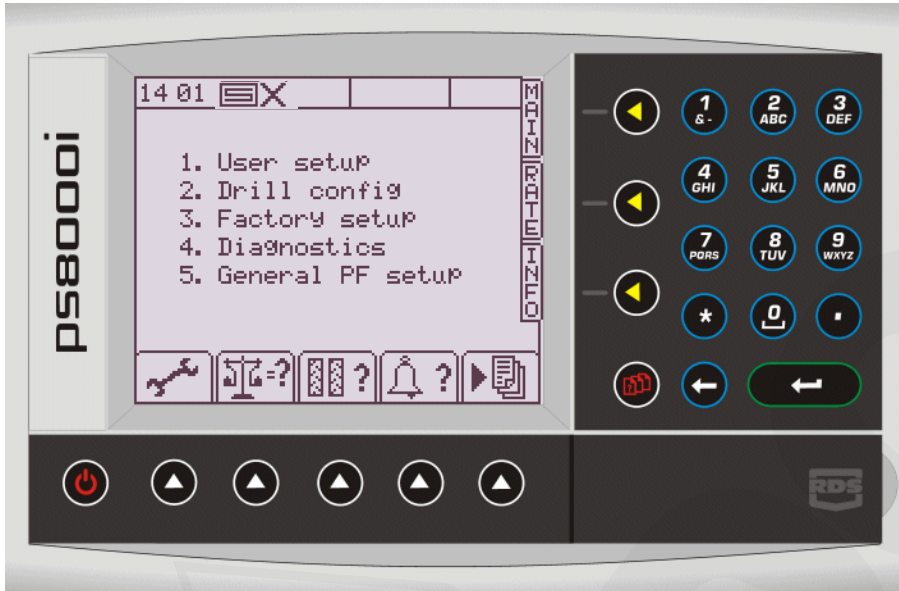 ps8000i
14 01
MAIN
RATE
INFO
1. User setup
2. Drill config
3. Factory setup
4. Diagnostics
5. General PF setup
=?
?
?
1 2 3
&- ABC DEF
4 5 6
GHI JKL MNO
7 8 9
PQRS TUV WXYZ
* 0 .
RDS